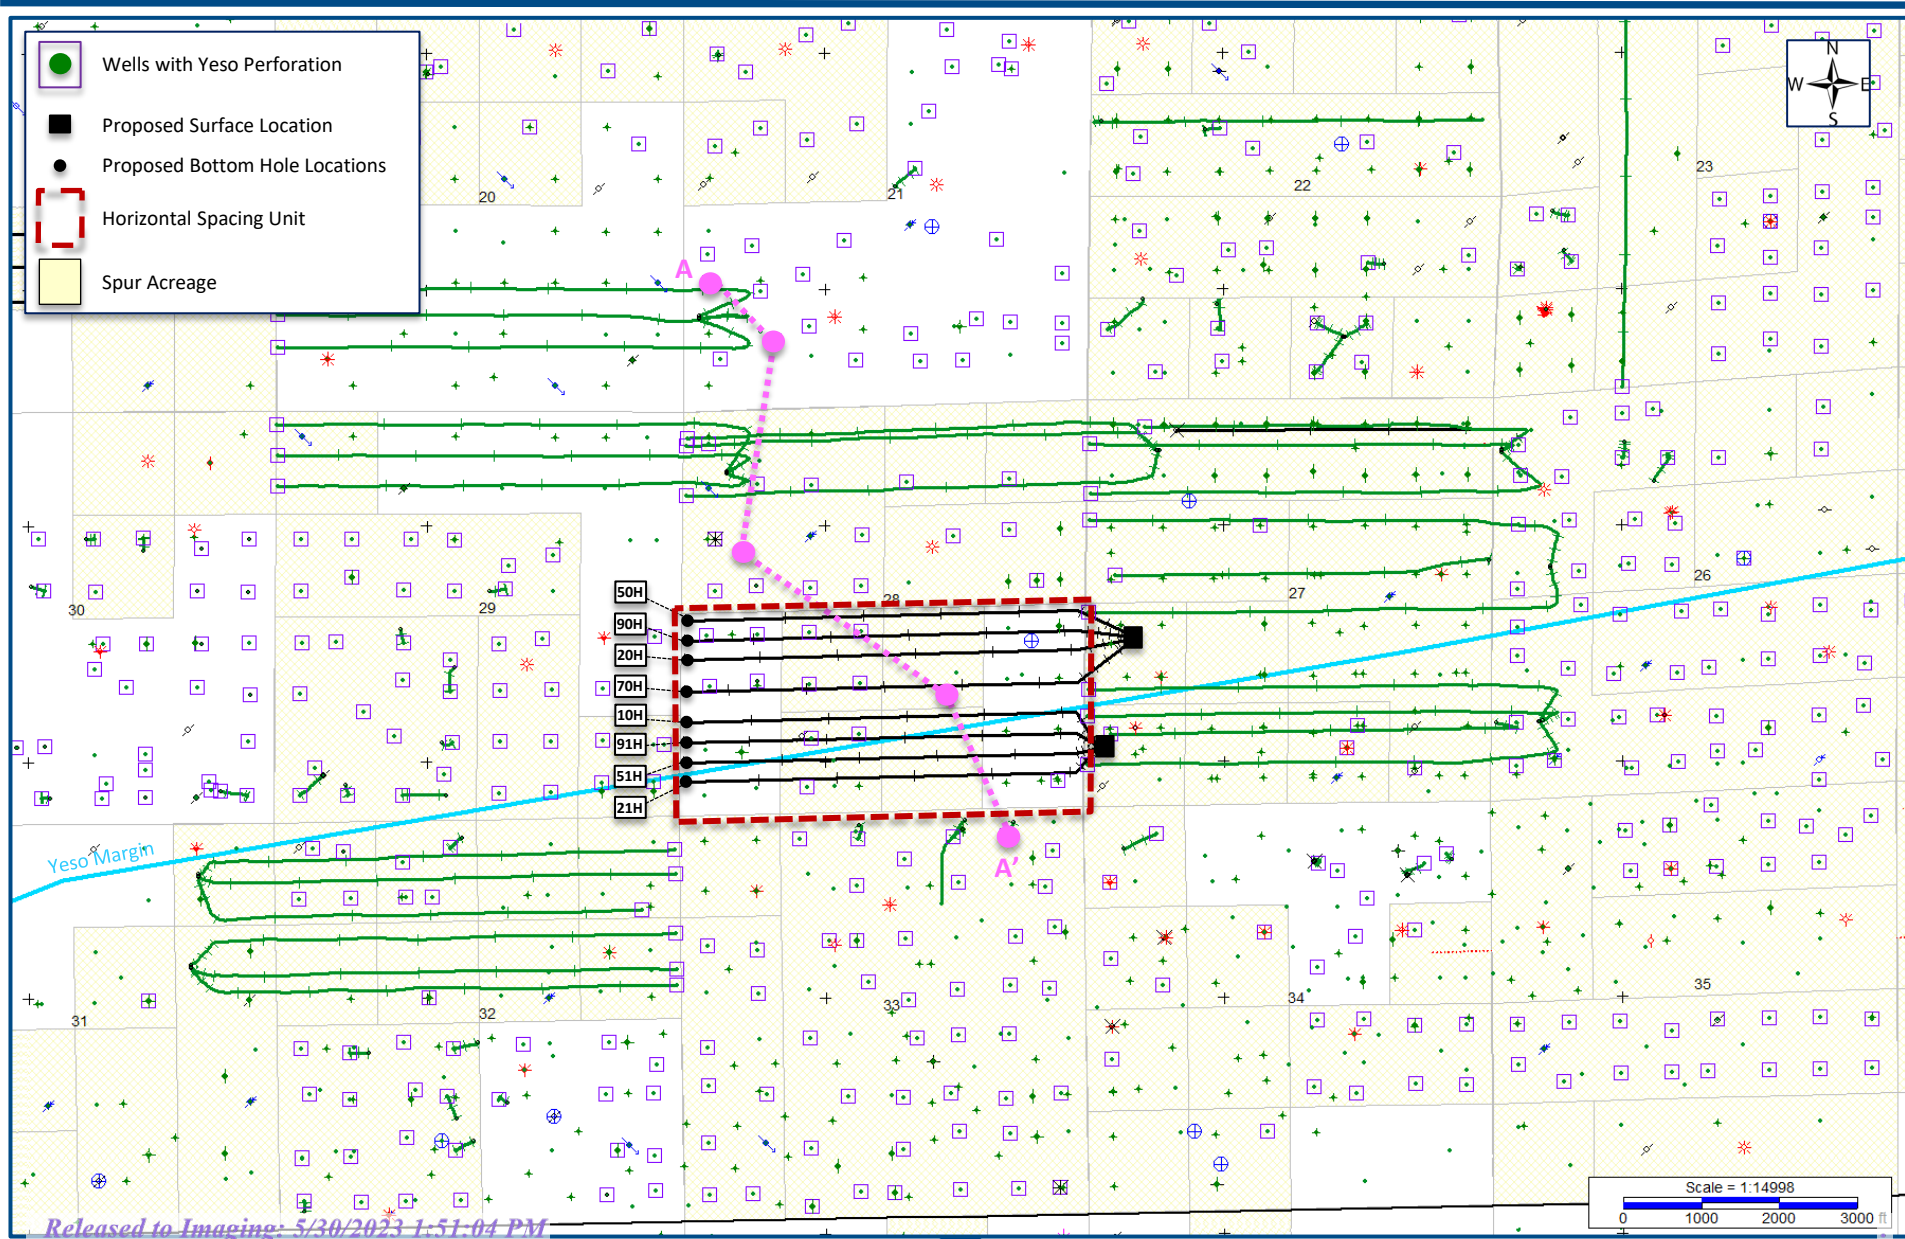 Wells with Yeso Perforation
Proposed Surface Location
Proposed Bottom Hole Locations
Horizontal Spacing Unit
Spur Acreage
N
W E
S
20
21
22
23
A
30
29
28
27
26
50H
90H
20H
70H
10H
91H
51H
21H
Yeso Margin
A'
31
32
33
34
35
Scale = 1:14998
0 1000 2000 3000 ft
Released to Imaging: 5/30/2023 1:51:04 PM